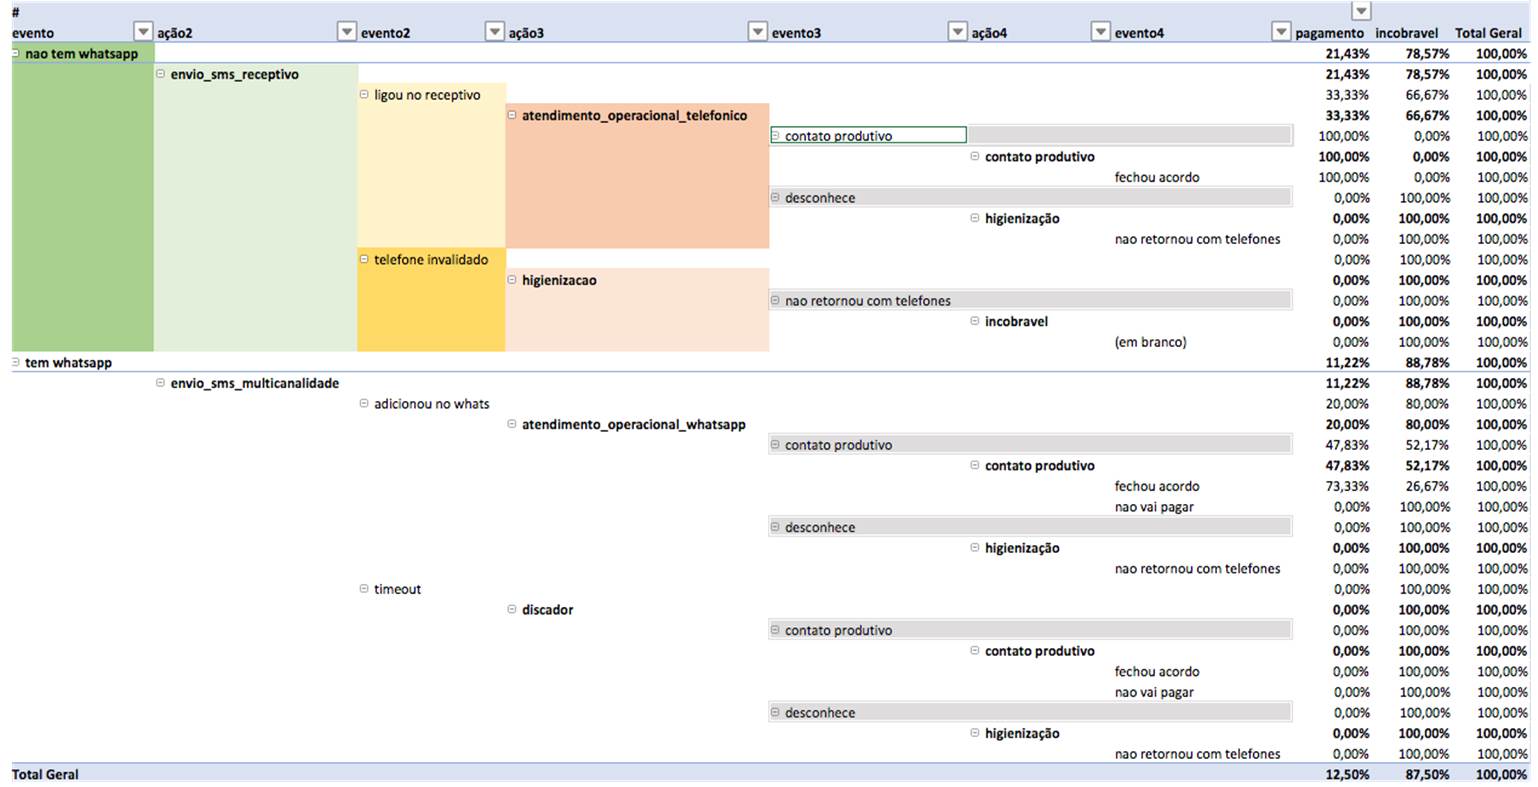 #
evento ação2 evento2 ação3 evento3 ação4 evento4 pagamento incobravel Total Geral
nao tem whatsapp 21,43% 78,57% 100,00%
envio_sms_receptivo 21,43% 78,57% 100,00%
ligou no receptivo 33,33% 66,67% 100,00%
atendimento_operacional_telefonico 33,33% 66,67% 100,00%
contato produtivo 100,00% 0,00% 100,00%
contato produtivo 100,00% 0,00% 100,00%
fechou acordo 100,00% 0,00% 100,00%
desconhece 0,00% 100,00% 100,00%
higienização 0,00% 100,00% 100,00%
nao retornou com telefones 0,00% 100,00% 100,00%
telefone invalidado 0,00% 100,00% 100,00%
higienizacao 0,00% 100,00% 100,00%
nao retornou com telefones 0,00% 100,00% 100,00%
incobravel 0,00% 100,00% 100,00%
(em branco) 0,00% 100,00% 100,00%
tem whatsapp 11,22% 88,78% 100,00%
envio_sms_multicanalidade 11,22% 88,78% 100,00%
adicionou no whats 20,00% 80,00% 100,00%
atendimento_operacional_whatsapp 20,00% 80,00% 100,00%
contato produtivo 47,83% 52,17% 100,00%
contato produtivo 47,83% 52,17% 100,00%
fechou acordo 73,33% 26,67% 100,00%
nao vai pagar 0,00% 100,00% 100,00%
desconhece 0,00% 100,00% 100,00%
higienização 0,00% 100,00% 100,00%
nao retornou com telefones 0,00% 100,00% 100,00%
timeout 0,00% 100,00% 100,00%
discador 0,00% 100,00% 100,00%
contato produtivo 0,00% 100,00% 100,00%
contato produtivo 0,00% 100,00% 100,00%
fechou acordo 0,00% 100,00% 100,00%
nao vai pagar 0,00% 100,00% 100,00%
desconhece 0,00% 100,00% 100,00%
higienização 0,00% 100,00% 100,00%
nao retornou com telefones 0,00% 100,00% 100,00%
Total Geral 12,50% 87,50% 100,00%